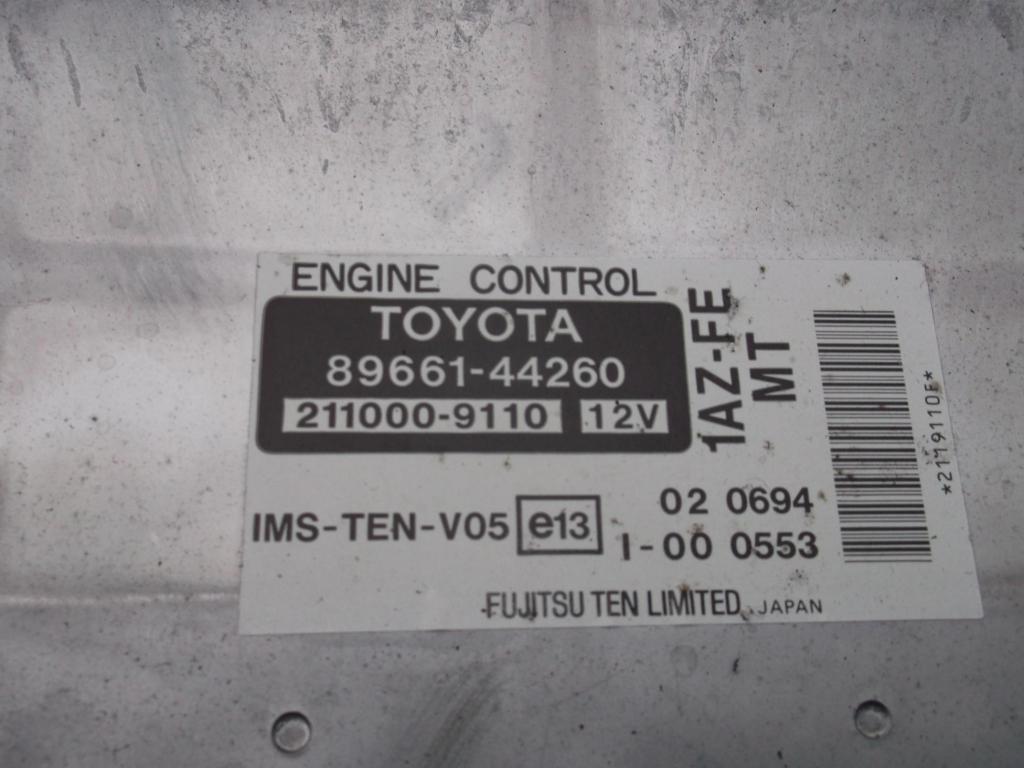 ENGINE CONTROL
TOYOTA
89661-44260
211000-9110 12V
1AZ-FE
MT
*2119110F*
IMS-TEN-V05 e13
02 0694
I-00 0553
FUJITSU TEN LIMITED JAPAN